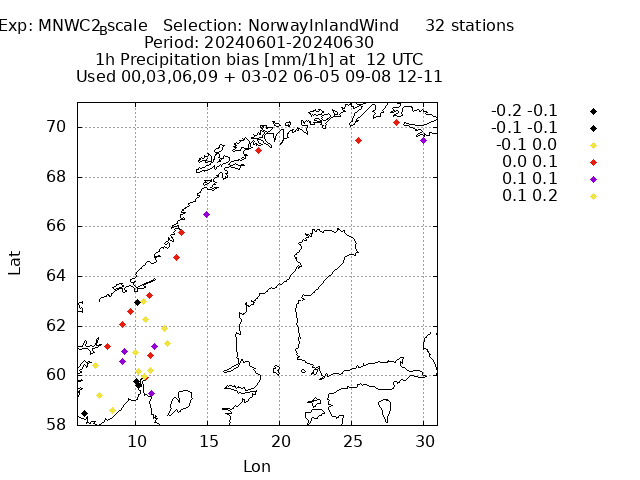 Exp: MNWC2Bscale   Selection: NorwayInlandWind     32 stations
Period: 20240601-20240630
1h Precipitation bias [mm/1h] at  12 UTC
Used 00,03,06,09 + 03-02 06-05 09-08 12-11
-0.2 -0.1
-0.1 -0.1
-0.1 0.0
0.0 0.1
0.1 0.1
0.1 0.2
70
68
66
64
62
60
58
Lat
10 15 20 25 30
Lon